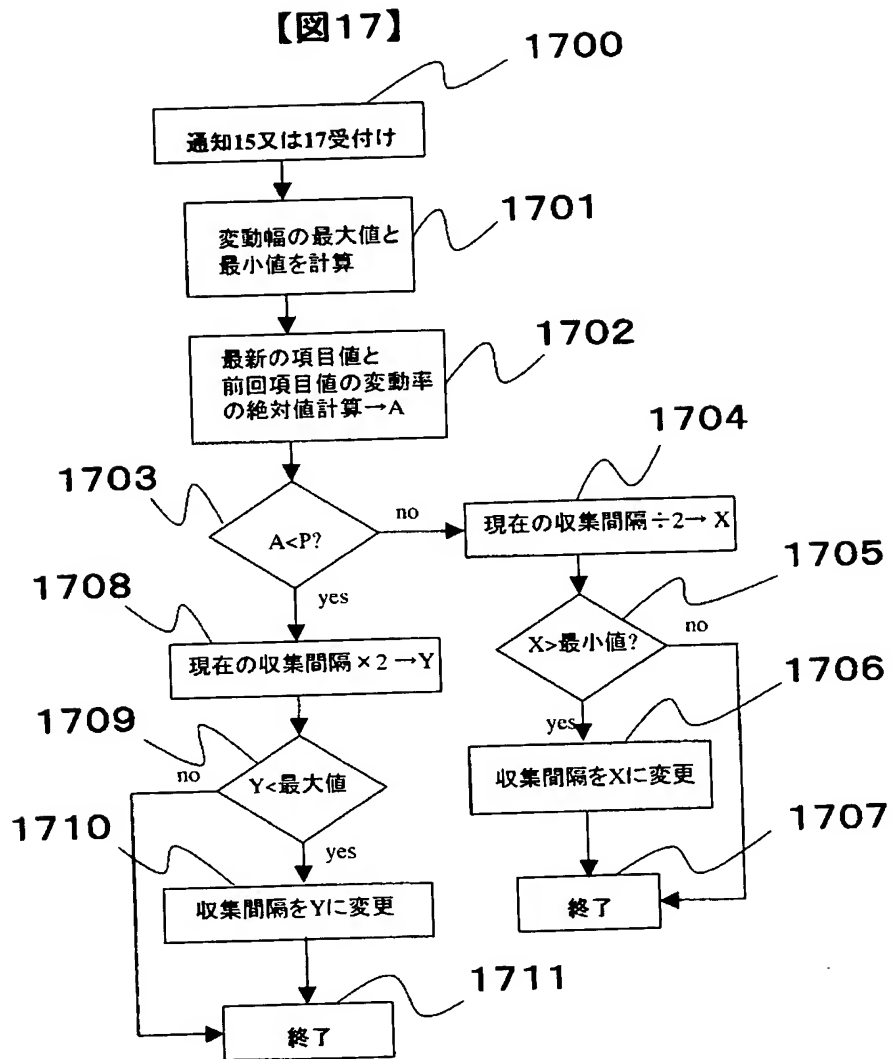 【図17】
1700
通知15又は17受付け
1701
変動幅の最大値と
最小値を計算
1702
最新の項目値と
前回項目値の変動率
の絶対値計算→A
1703
A<P?
no
yes
1704
現在の収集間隔÷2→X
1705
X>最小値?
no
yes
1706
収集間隔をXに変更
1707
終了
1708
現在の収集間隔×2→Y
1709
Y<最大値
no
yes
1710
収集間隔をYに変更
1711
終了